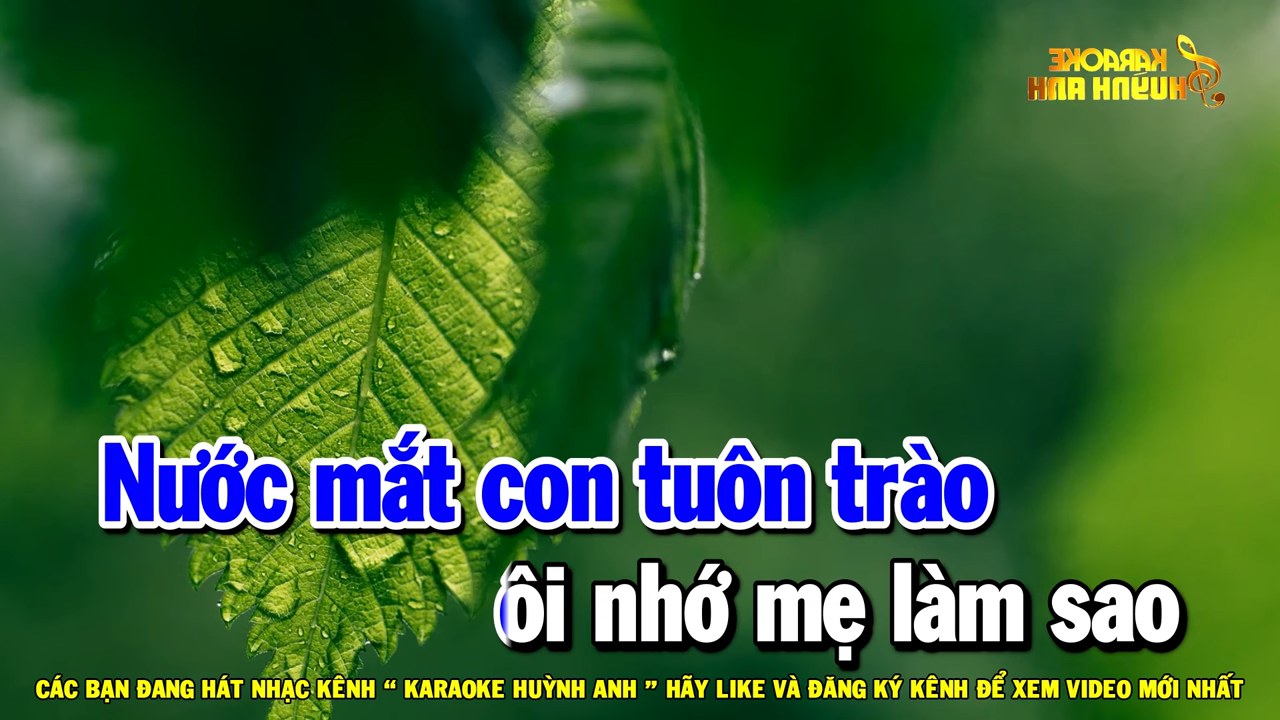 KARAOKE
HUỲNH ANH
Nước mắt con tuôn trào
ôi nhớ mẹ làm sao
CÁC BẠN ĐANG HÁT NHẠC KÊNH “ KARAOKE HUỲNH ANH ” HÃY LIKE VÀ ĐĂNG KÝ KÊNH ĐỂ XEM VIDEO MỚI NHẤT